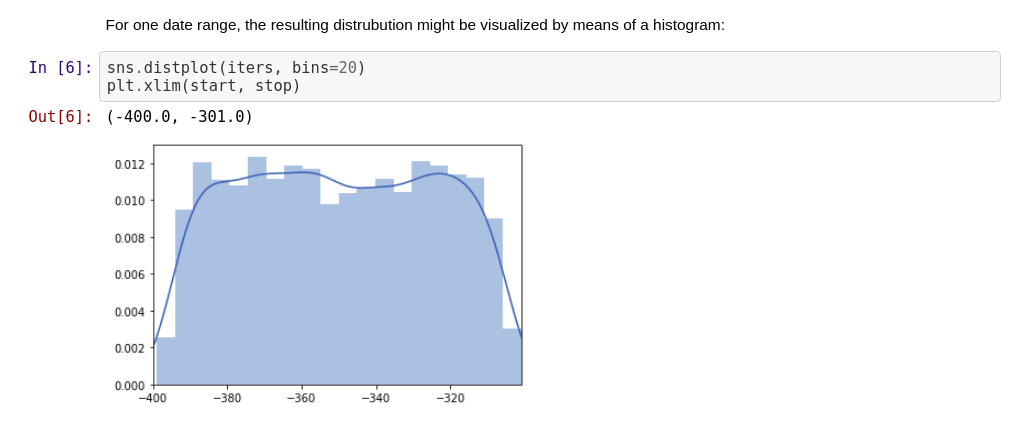 For one date range, the resulting distrubution might be visualized by means of a histogram:
In [6]: sns.distplot(iters, bins=20)
plt.xlim(start, stop)
Out[6]: (-400.0, -301.0)
0.012
0.010
0.008
0.006
0.004
0.002
0.000
−400 −380 −360 −340 −320